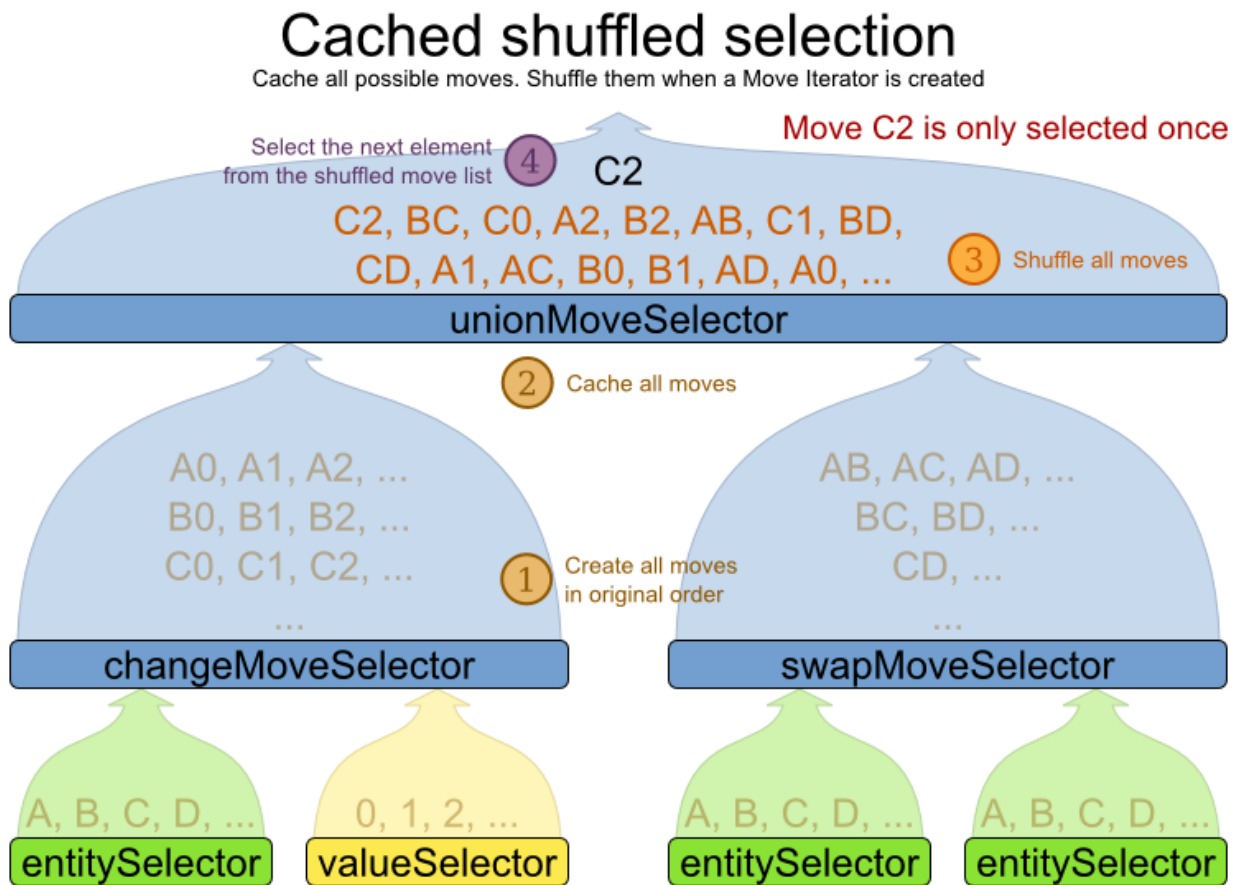 Cached shuffled selection
Cache all possible moves. Shuffle them when a Move Iterator is created
Move C2 is only selected once
Select the next element
from the shuffled move list
4
C2
C2, BC, C0, A2, B2, AB, C1, BD,
CD, A1, AC, B0, B1, AD, A0, ...
3
Shuffle all moves
unionMoveSelector
2
Cache all moves
A0, A1, A2, ...
B0, B1, B2, ...
C0, C1, C2, ...
...
1
Create all moves
in original order
AB, AC, AD, ...
BC, BD, ...
CD, ...
...
changeMoveSelector
swapMoveSelector
A, B, C, D, ...
0, 1, 2, ...
A, B, C, D, ...
A, B, C, D, ...
entitySelector
valueSelector
entitySelector
entitySelector